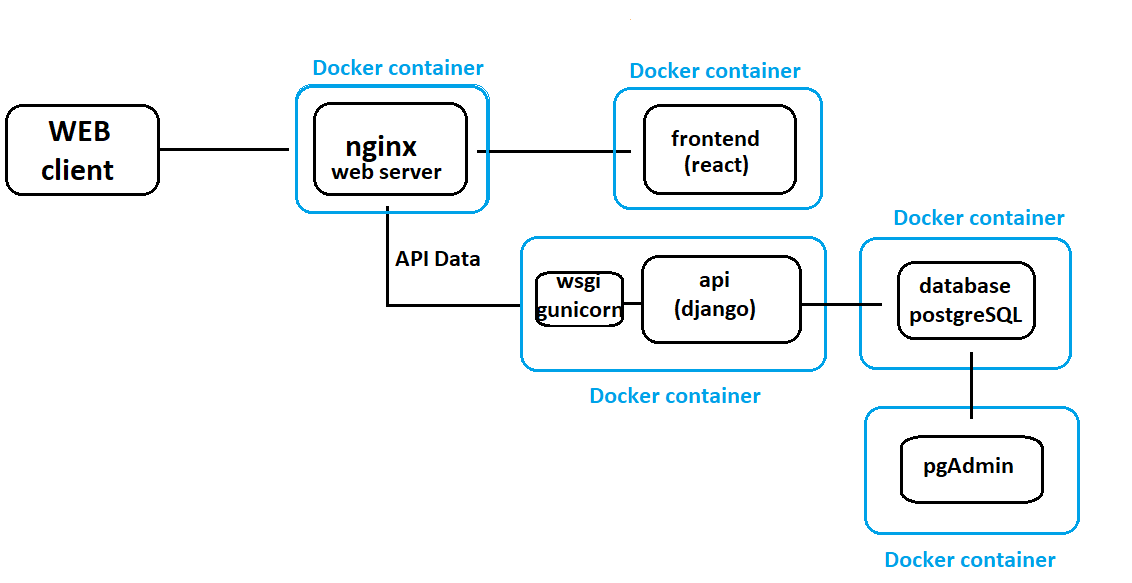 Docker container
Docker container
WEB
client
nginx
web server
frontend
(react)
Docker container
API Data
wsgi
gunicorn
api
(django)
database
postgreSQL
Docker container
pgAdmin
Docker container